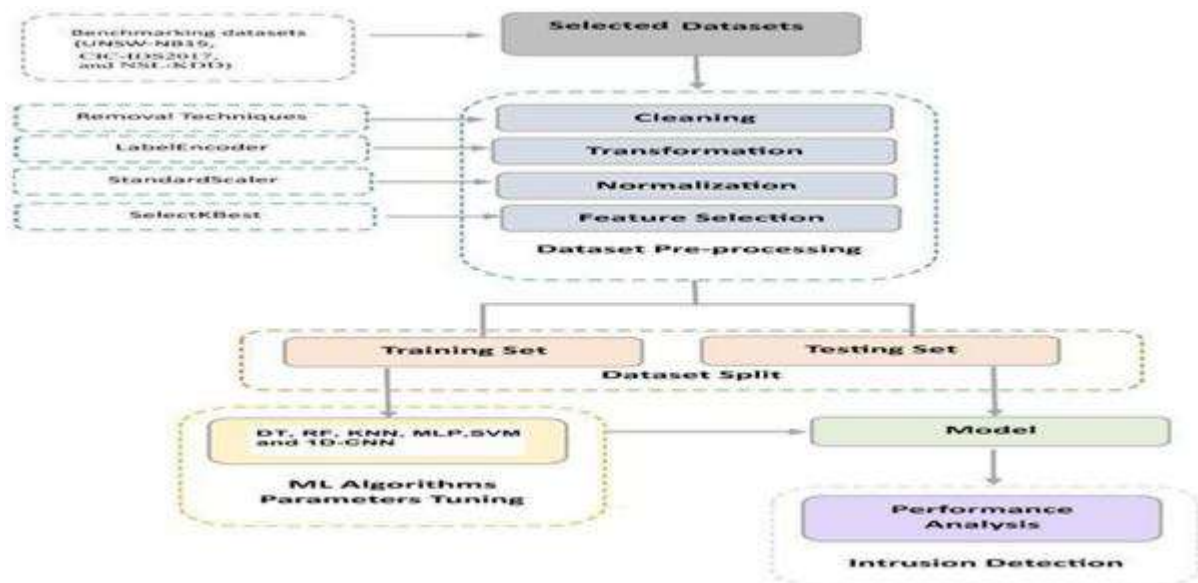 Benchmarking datasets
(UNSW-NB15,
CIC-IDS2017,
and NSL-KDD)
Selected Datasets
Removal Techniques
Cleaning
LabelEncoder
Transformation
StandardScaler
Normalization
SelectKBest
Feature Selection
Dataset Pre-processing
Training Set
Testing Set
Dataset Split
DT, RF, KNN, MLP,SVM
and 1D-CNN
Model
ML Algorithms
Parameters Tuning
Performance
Analysis
Intrusion Detection